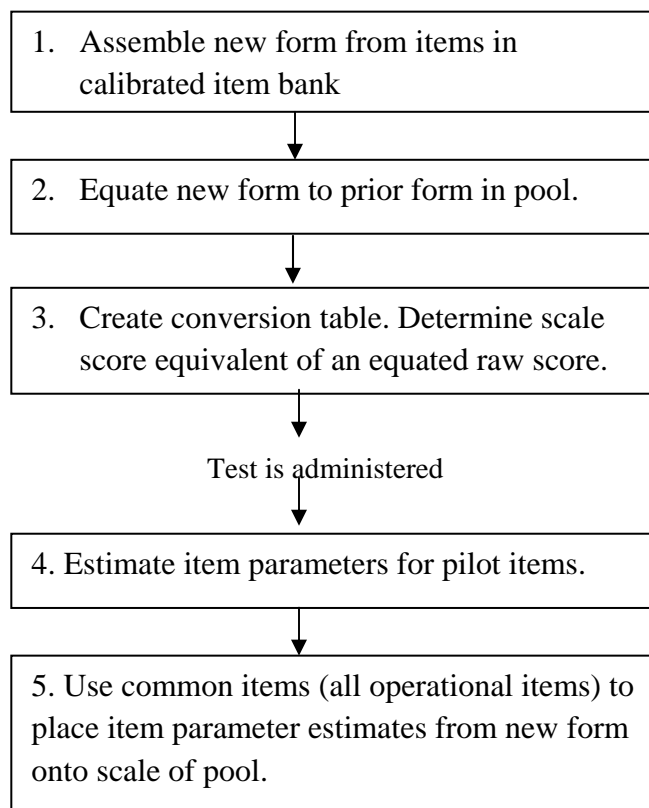 1. Assemble new form from items in
calibrated item bank
2. Equate new form to prior form in pool.
3. Create conversion table. Determine scale
score equivalent of an equated raw score.
Test is administered
4. Estimate item parameters for pilot items.
5. Use common items (all operational items) to
place item parameter estimates from new form
onto scale of pool.